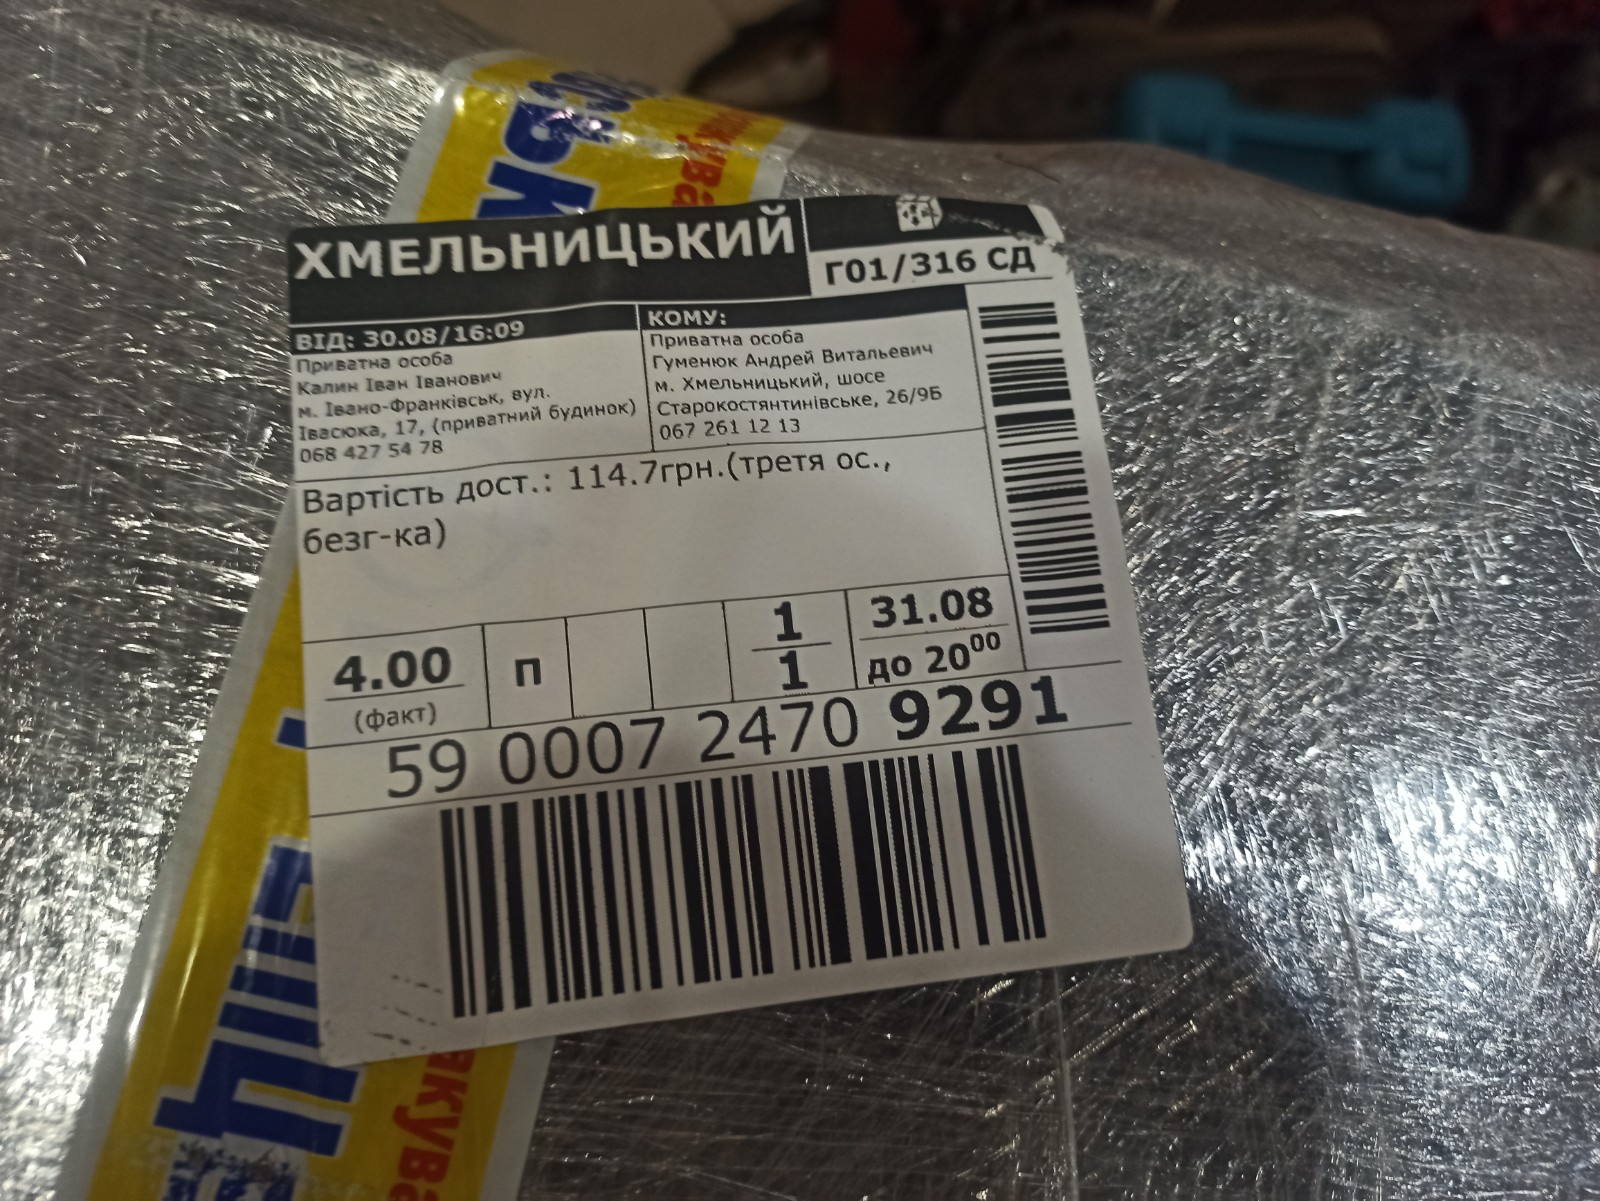 ХМЕЛЬНИЦЬКИЙ
Г01/316 СД
ВІД: 30.08/16:09
Приватна особа
Калин Іван Іванович
м. Івано-Франківськ, вул.
Івасюка, 17, (приватний будинок)
068 427 54 78
КОМУ:
Приватна особа
Гуменюк Андрей Витальевич
м. Хмельницький, шосе
Старокостянтинівське, 26/9Б
067 261 12 13
Вартість дост.: 114.7грн.(третя ос.,
безг-ка)
4.00
(факт)
п
1
1
31.08
до 20⁰⁰
59 0007 2470 9291